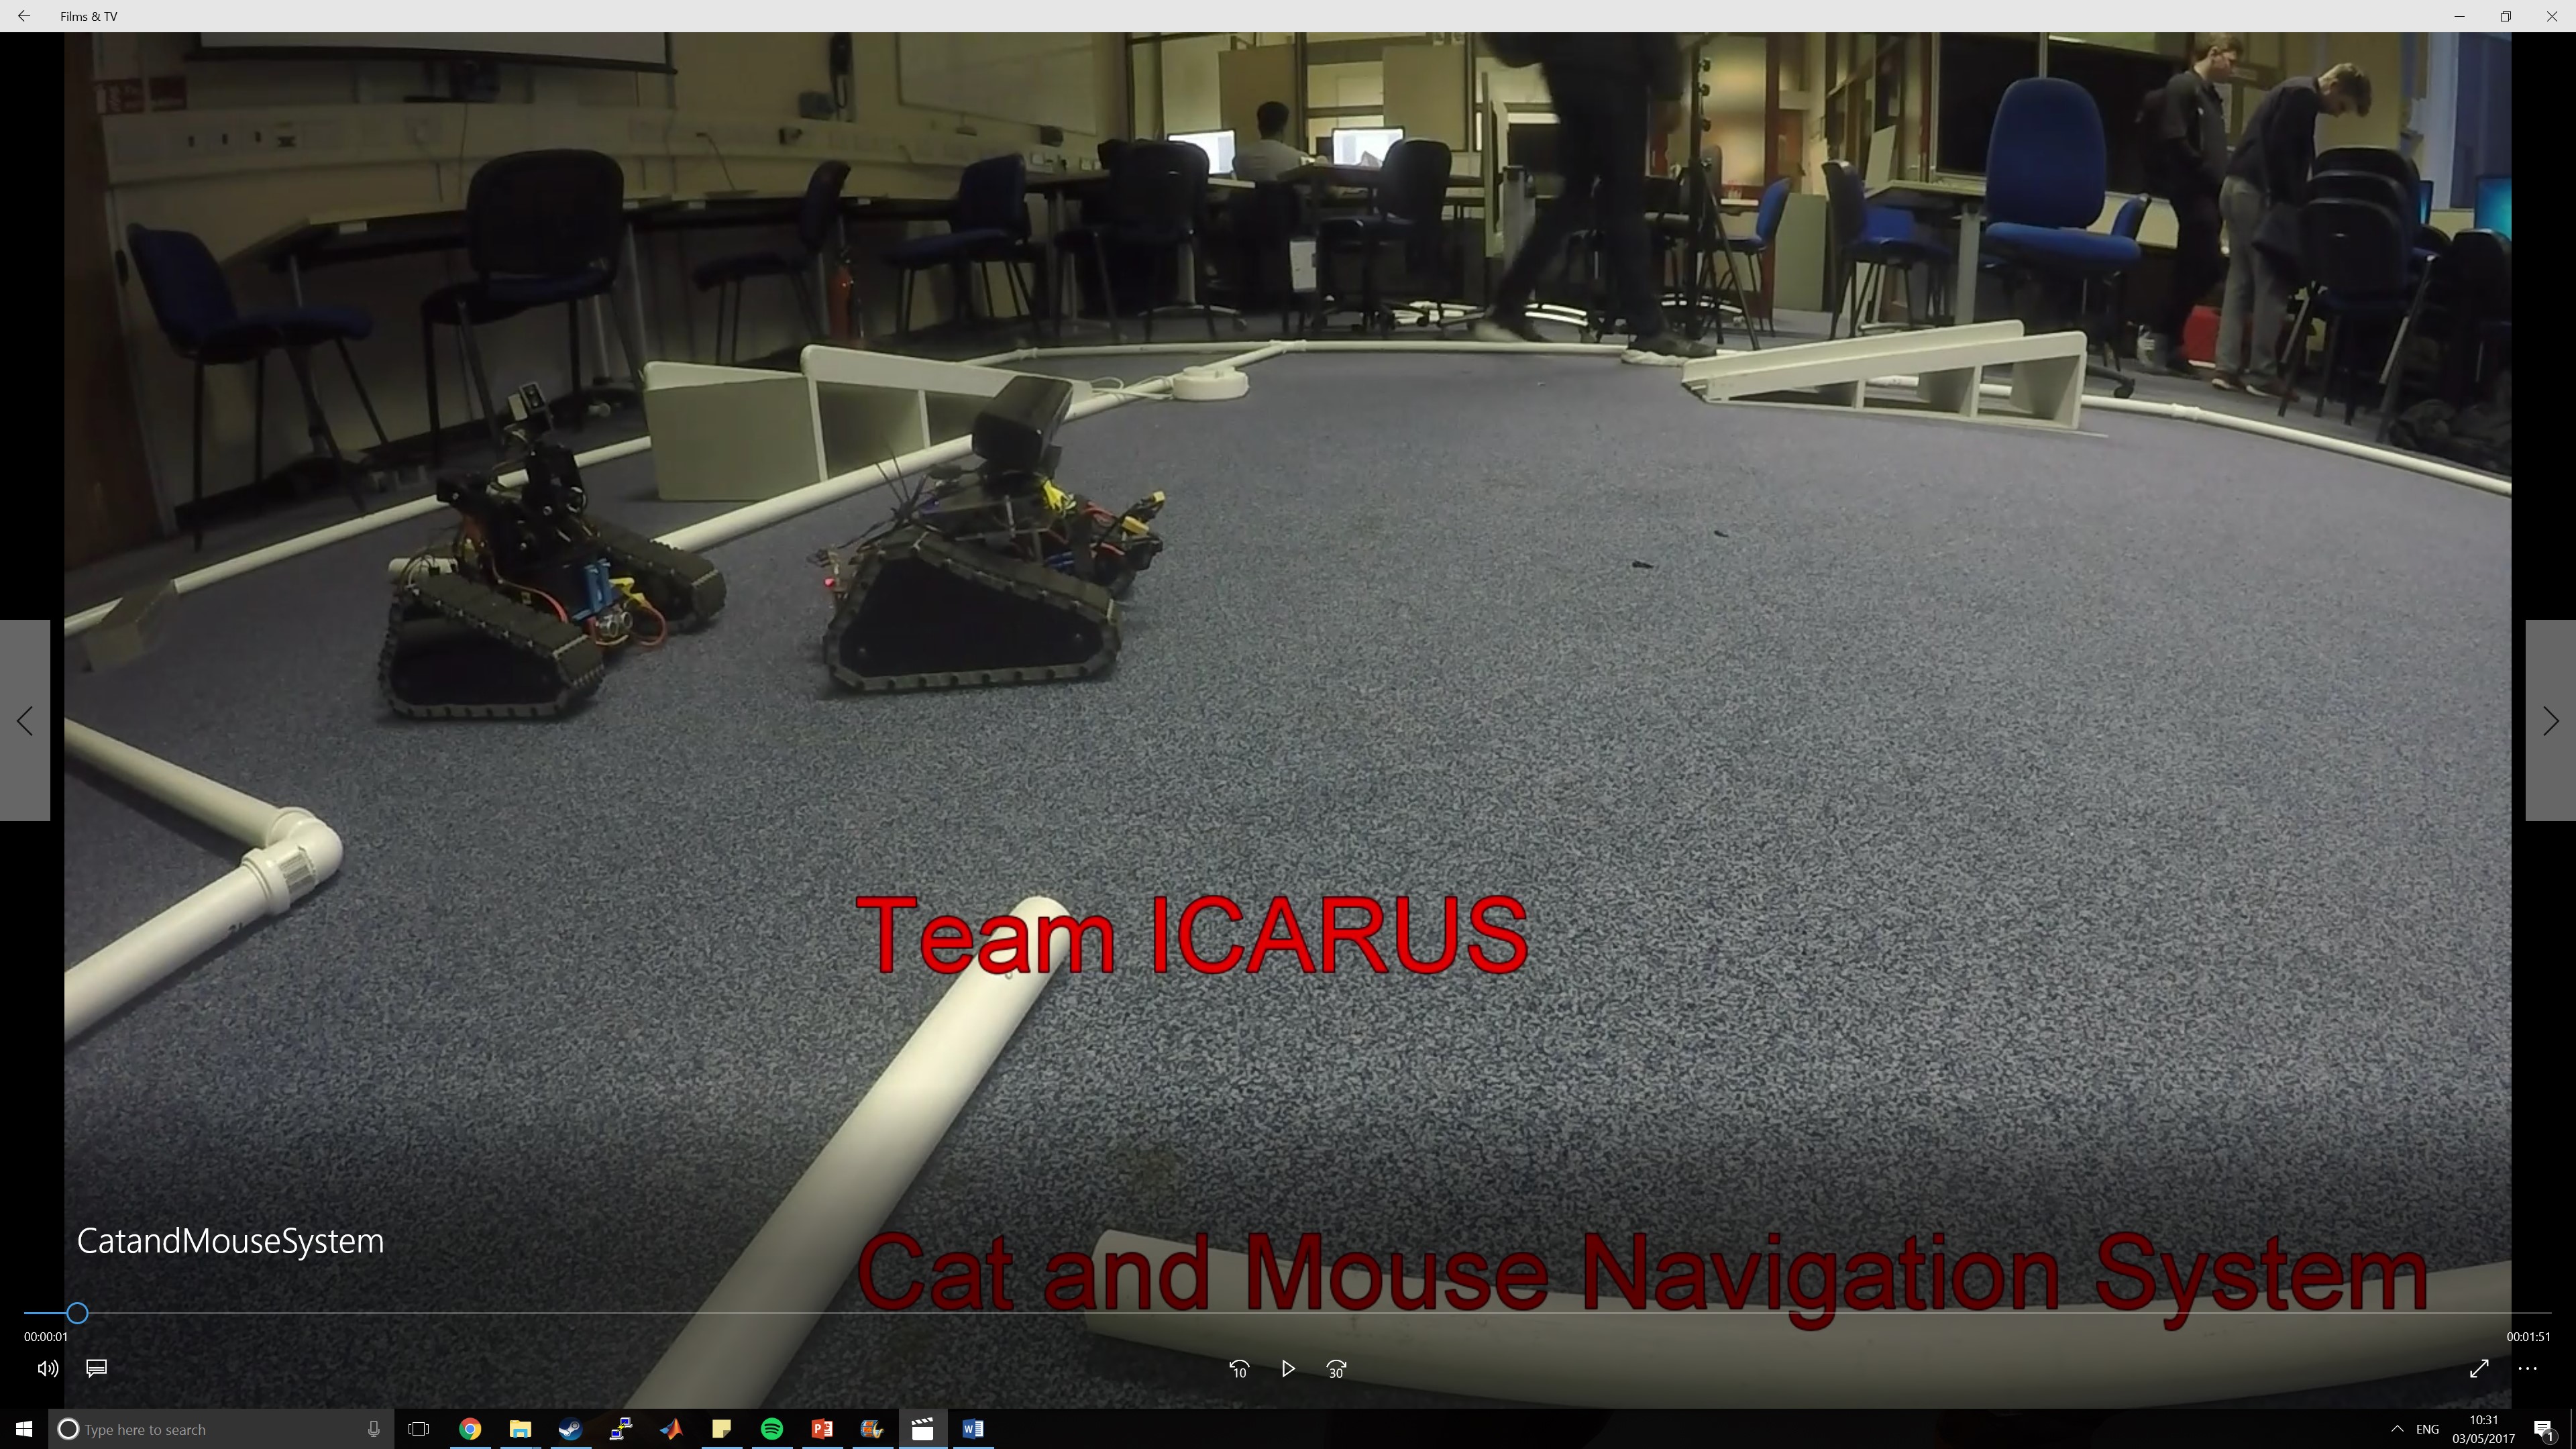 Films & TV
Team ICARUS
CatandMouseSystem
Cat and Mouse Navigation System
00:00:01
00:01:51
10
30
Type here to search
ENG
10:31
03/05/2017
1